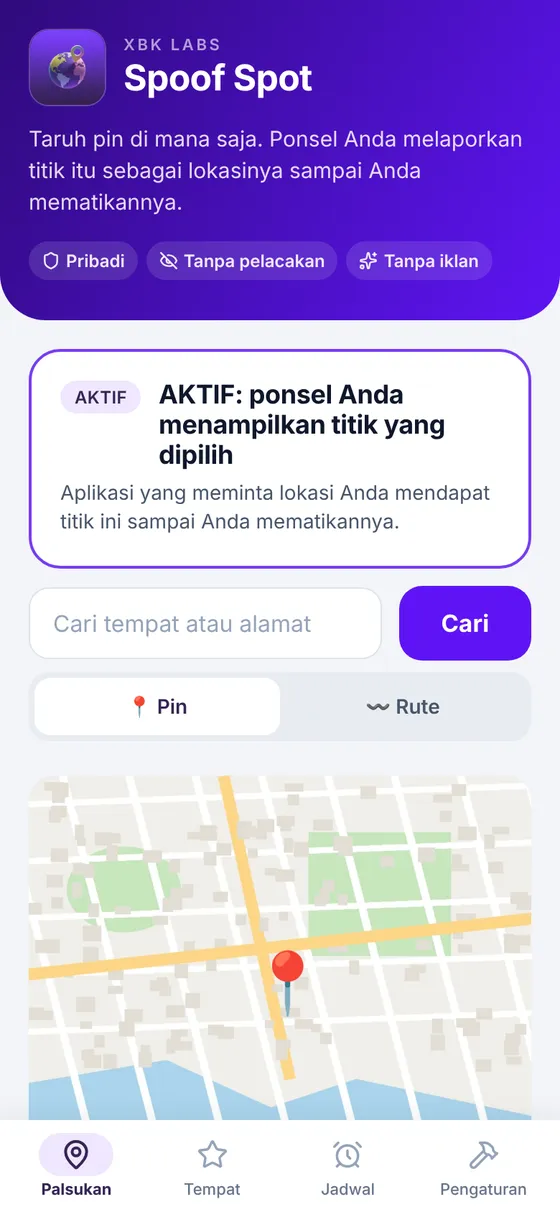 XBK LABS
Spoof Spot
Taruh pin di mana saja. Ponsel Anda melaporkan
titik itu sebagai lokasinya sampai Anda
mematikannya.
Pribadi
Tanpa pelacakan
Tanpa iklan
AKTIF
AKTIF: ponsel Anda
menampilkan titik yang
dipilih
Aplikasi yang meminta lokasi Anda mendapat
titik ini sampai Anda mematikannya.
Cari tempat atau alamat
Cari
Pin
Rute
Palsukan
Tempat
Jadwal
Pengaturan